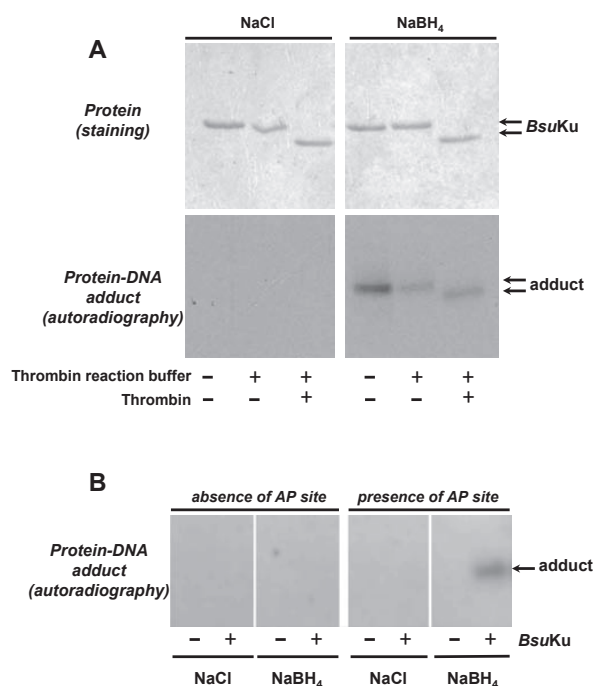 NaCl NaBH4
A
Protein
(staining)
BsuKu
Protein-DNA
adduct
(autoradiography)
adduct
Thrombin reaction buffer – + + – + +
Thrombin – – + – – +
B
absence of AP site presence of AP site
Protein-DNA
adduct
(autoradiography)
adduct
– + – + – + – + BsuKu
NaCl NaBH4 NaCl NaBH4